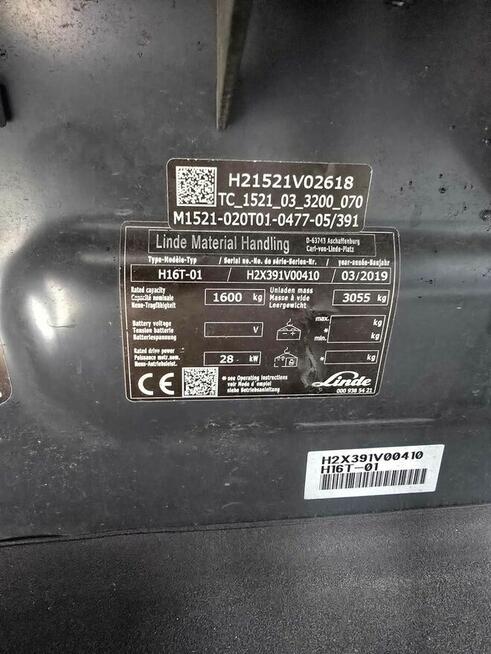 H21521V02618
TC_1521_03_3200_070
M1521-020T01-0477-05/391
Linde Material Handling
D-63743 Aschaffenburg
Carl-von-Linde-Platz
Type-Modèle-Typ / Serial no.-No. de série-Serien-Nr. / year-année-Baujahr
H16T-01 H2X391V00410 03/2019
Rated capacity
Capacité nominale
Nenn-Tragfähigkeit
1600 kg
Unladen mass
Masse à vide
Leergewicht
3055 kg
Battery voltage
Tension batterie
Batteriespannung
V
max. kg
* min. kg
Rated drive power
Puissance motr.nom.
Nenn-Antriebsleist.
28 kW
* kg
CE
* see Operating instructions
voir Mode d'emploi
siehe Betriebsanleitung
Linde
000 938 54 21
H2X391V00410
H16T-01